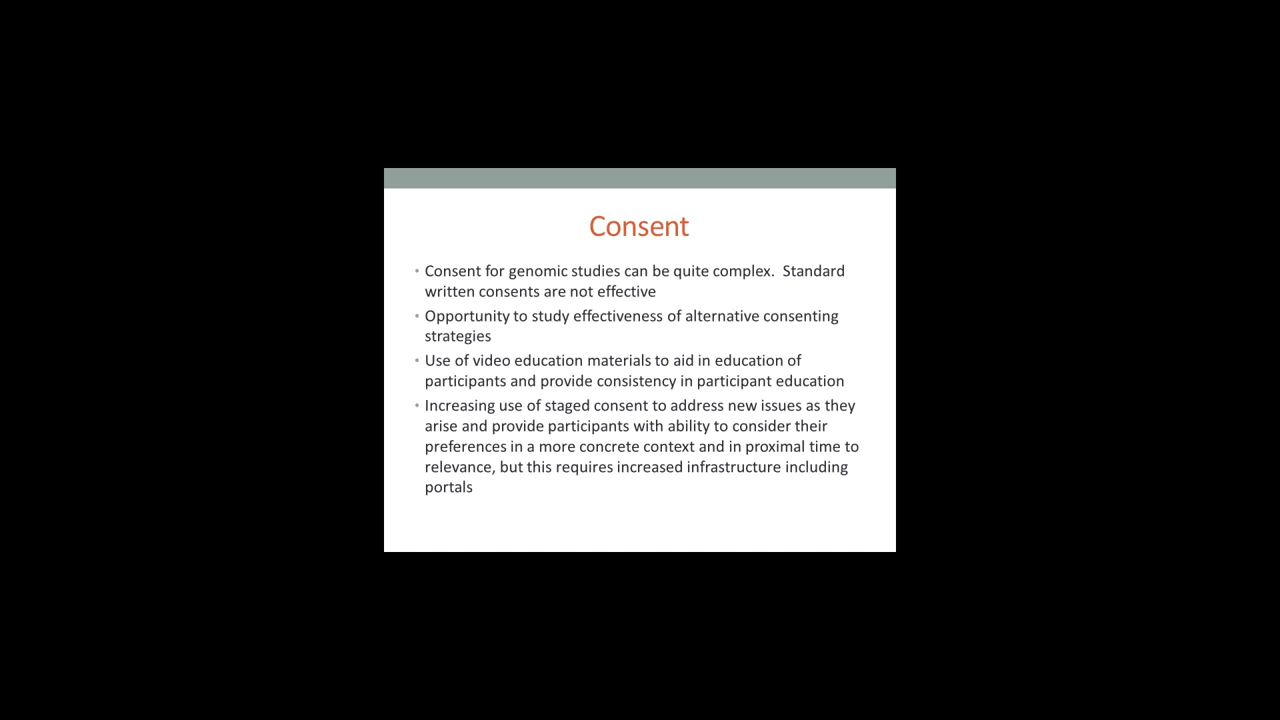 Consent
• Consent for genomic studies can be quite complex.  Standard
written consents are not effective
• Opportunity to study effectiveness of alternative consenting
strategies
• Use of video education materials to aid in education of
participants and provide consistency in participant education
• Increasing use of staged consent to address new issues as they
arise and provide participants with ability to consider their
preferences in a more concrete context and in proximal time to
relevance, but this requires increased infrastructure including
portals